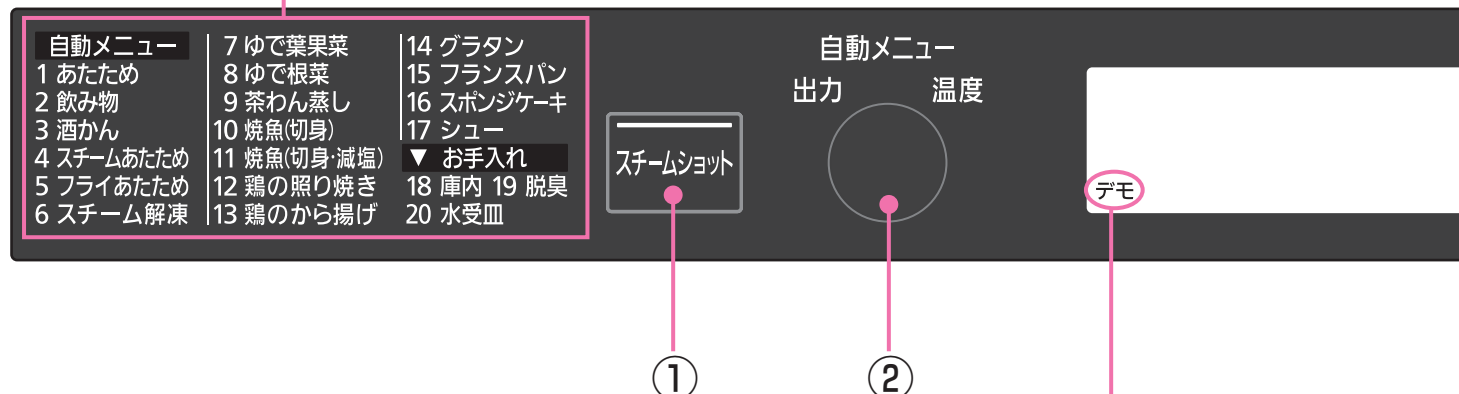 自動メニュー
1 あたため
2 飲み物
3 酒かん
4 スチームあたため
5 フライあたため
6 スチーム解凍
7 ゆで葉果菜
8 ゆで根菜
9 茶わん蒸し
10 焼魚(切身)
11 焼魚(切身·減塩)
12 鶏の照り焼き
13 鶏のから揚げ
14 グラタン
15 フランスパン
16 スポンジケーキ
17 シュー
▼ お手入れ
18 庫内 19 脱臭
20 水受皿
スチームショット
自動メニュー
出力 温度
デモ
① ②